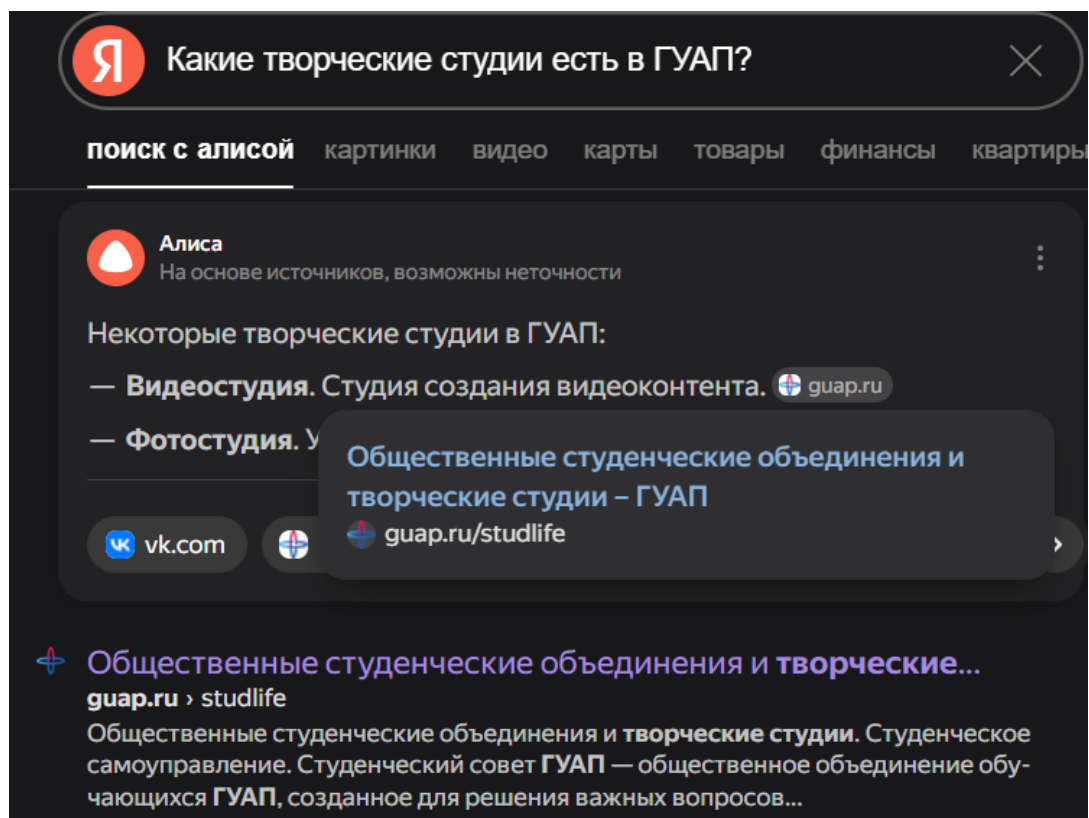 Я Какие творческие студии есть в ГУАП?
поиск с алисой картинки видео карты товары финансы квартиры
Алиса
На основе источников, возможны неточности
Некоторые творческие студии в ГУАП:
— Видеостудия. Студия создания видеоконтента. guap.ru
— Фотостудия. У
Общественные студенческие объединения и
творческие студии – ГУАП
guap.ru/studlife
vk.com
Общественные студенческие объединения и творческие...
guap.ru › studlife
Общественные студенческие объединения и творческие студии. Студенческое
самоуправление. Студенческий совет ГУАП — общественное объединение обу-
чающихся ГУАП, созданное для решения важных вопросов...